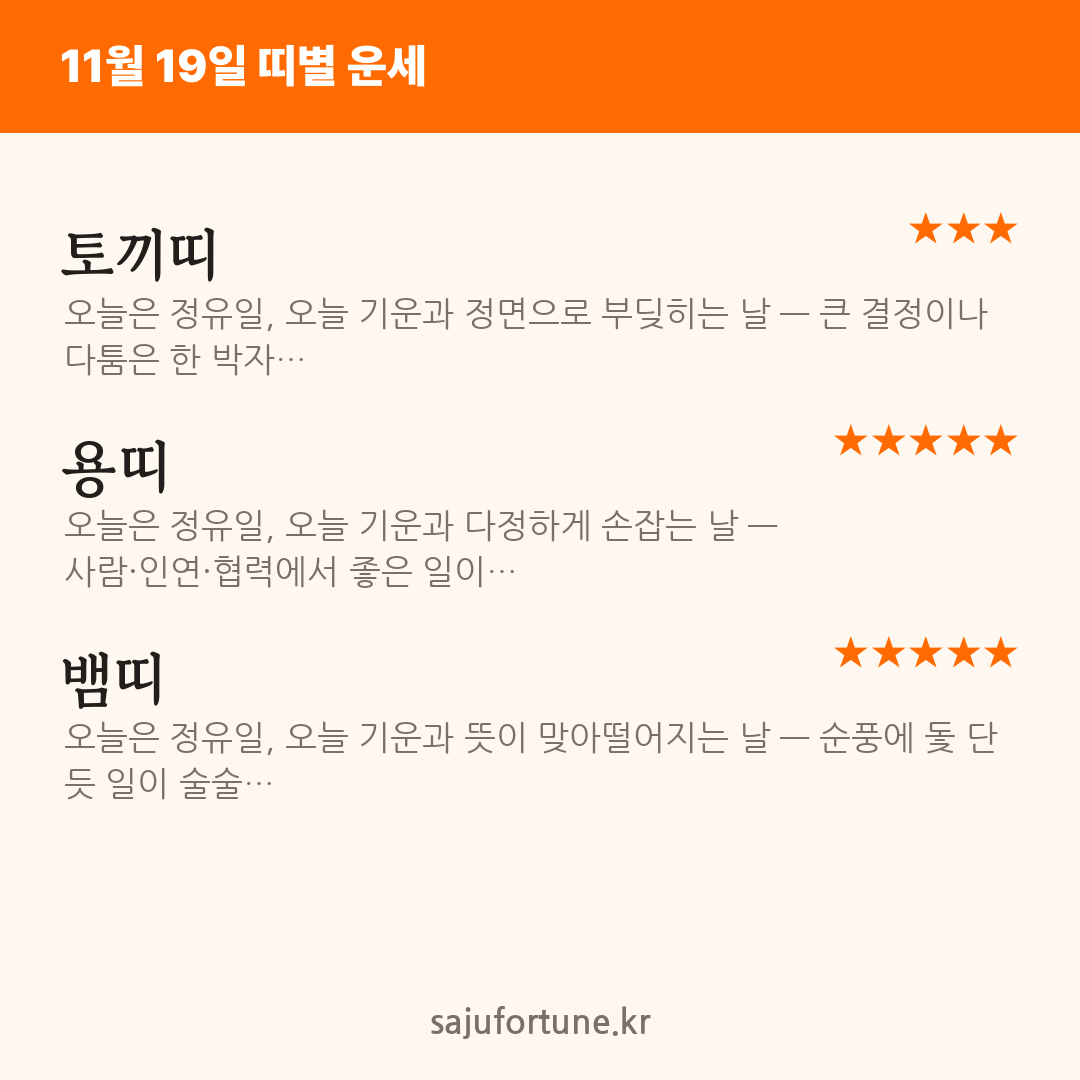 11월 19일 띠별 운세
토끼띠
★★★
오늘은 정유일, 오늘 기운과 정면으로 부딪히는 날 — 큰 결정이나
다툼은 한 박자…
용띠
★★★★★
오늘은 정유일, 오늘 기운과 다정하게 손잡는 날 —
사람·인연·협력에서 좋은 일이…
뱀띠
★★★★★
오늘은 정유일, 오늘 기운과 뜻이 맞아떨어지는 날 — 순풍에 돛 단
듯 일이 술술…
sajufortune.kr